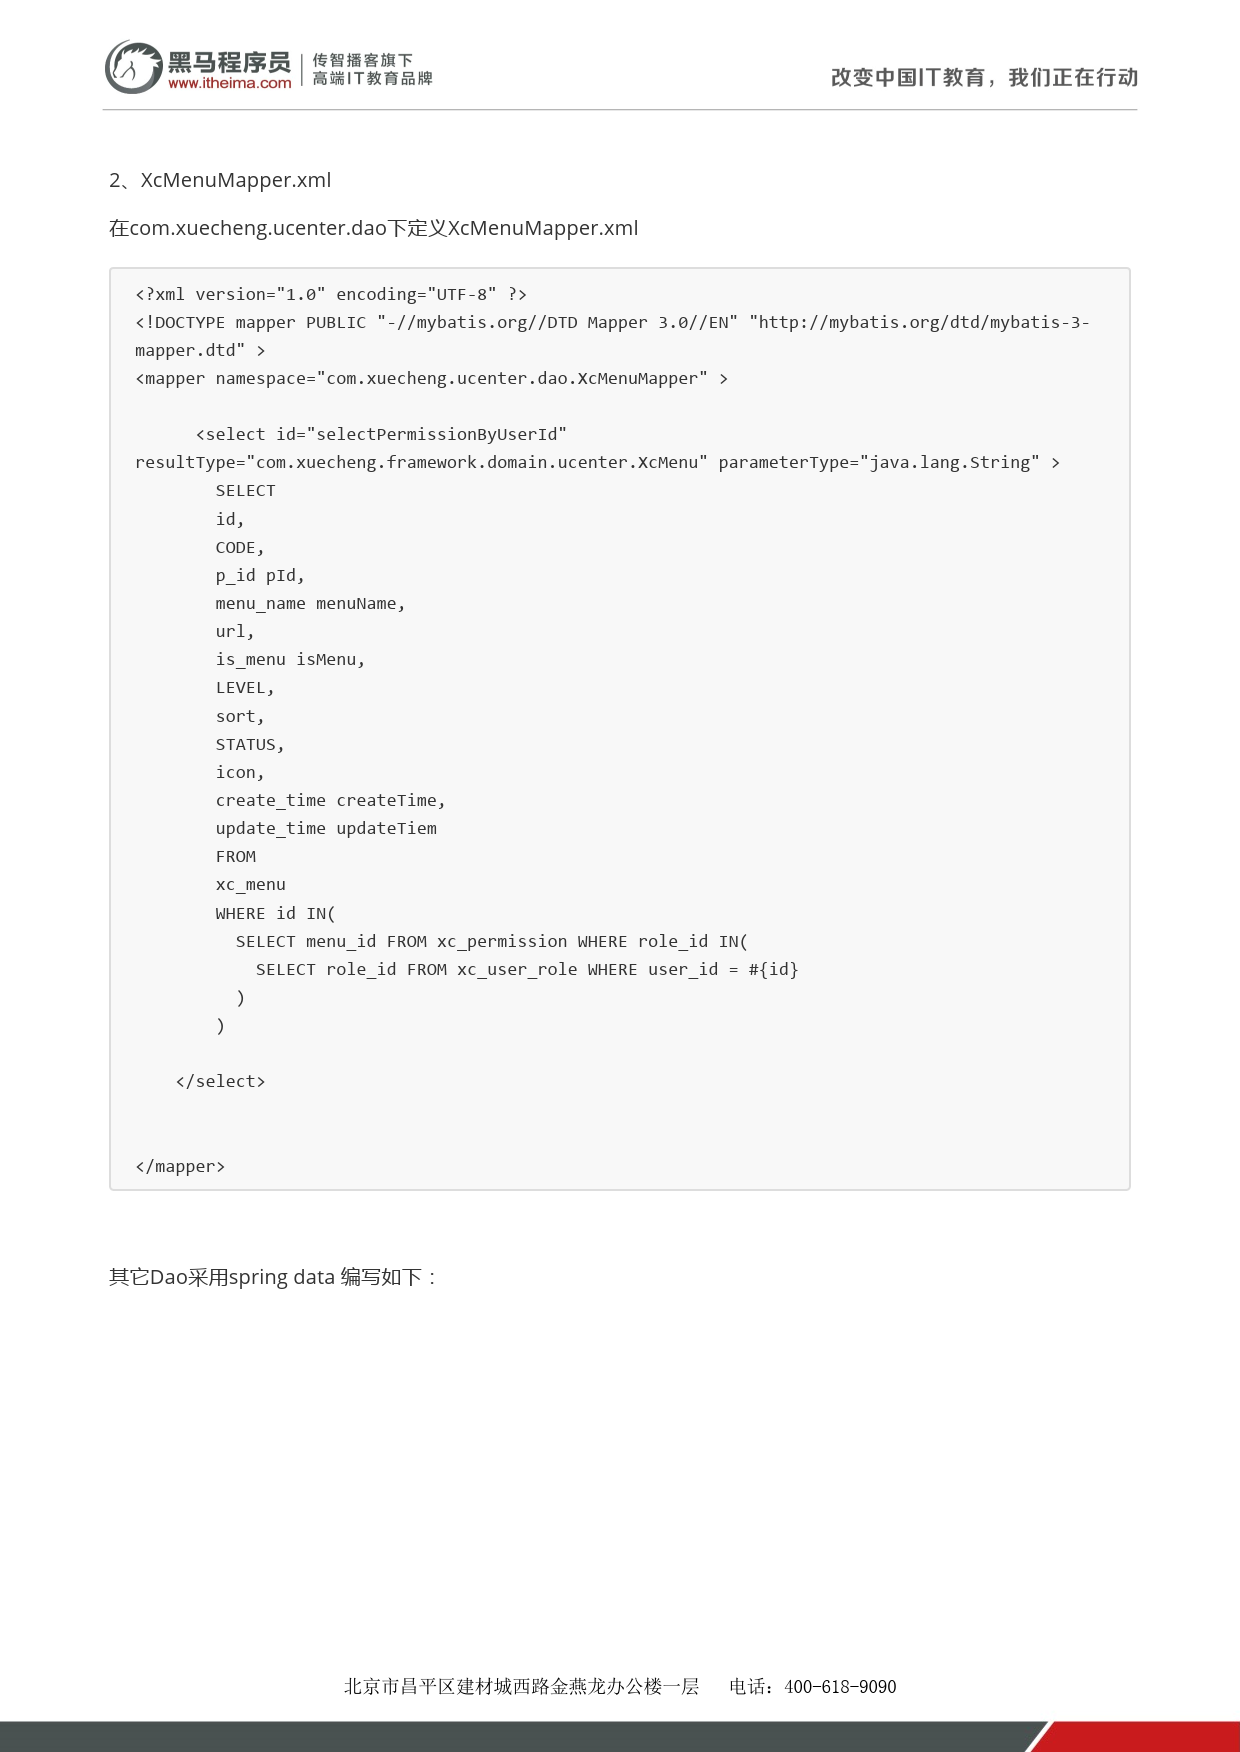 黑马程序员
www.itheima.com
传智播客旗下
高端IT教育品牌
改变中国IT教育，我们正在行动
2、XcMenuMapper.xml
在com.xuecheng.ucenter.dao下定义XcMenuMapper.xml
<?xml version="1.0" encoding="UTF-8" ?>
<!DOCTYPE mapper PUBLIC "-//mybatis.org//DTD Mapper 3.0//EN" "http://mybatis.org/dtd/mybatis-3-
mapper.dtd" >
<mapper namespace="com.xuecheng.ucenter.dao.XcMenuMapper" >
<select id="selectPermissionByUserId"
resultType="com.xuecheng.framework.domain.ucenter.XcMenu" parameterType="java.lang.String" >
SELECT
id,
CODE,
p_id pId,
menu_name menuName,
url,
is_menu isMenu,
LEVEL,
sort,
STATUS,
icon,
create_time createTime,
update_time updateTiem
FROM
xc_menu
WHERE id IN(
SELECT menu_id FROM xc_permission WHERE role_id IN(
SELECT role_id FROM xc_user_role WHERE user_id = #{id}
)
)
</select>
</mapper>
其它Dao采用spring data 编写如下：
北京市昌平区建材城西路金燕龙办公楼一层 电话：400-618-9090